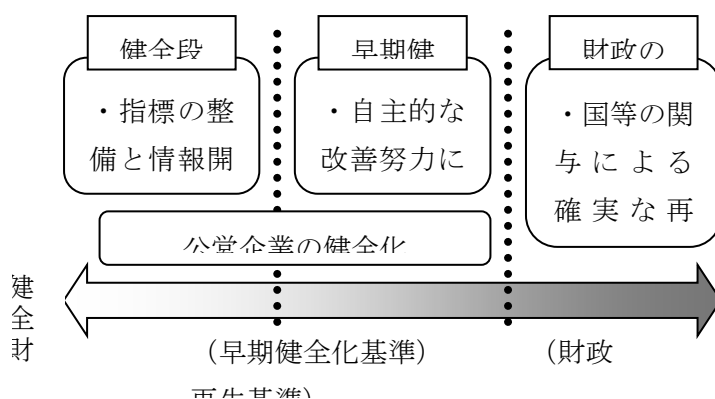 健全段
早期健
財政の
・指標の整
備と情報開
・自主的な
改善努力に
・国等の関
与による
確実な再
公営企業の健全化
健
全
財
（早期健全化基準）
（財政
再生基準）